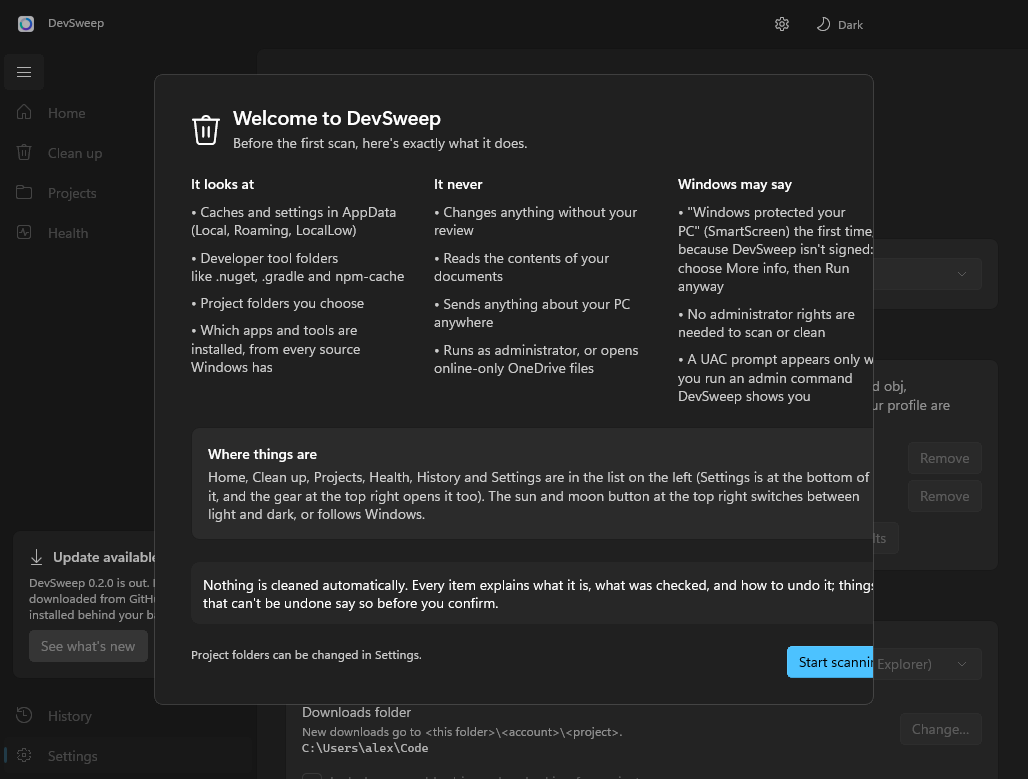 DevSweep
Dark
Home
Clean up
Projects
Health
Welcome to DevSweep
Before the first scan, here's exactly what it does.
It looks at
• Caches and settings in AppData
(Local, Roaming, LocalLow)
• Developer tool folders
like .nuget, .gradle and npm-cache
• Project folders you choose
• Which apps and tools are
installed, from every source
Windows has
It never
• Changes anything without your
review
• Reads the contents of your
documents
• Sends anything about your PC
anywhere
• Runs as administrator, or opens
online-only OneDrive files
Windows may say
• "Windows protected your
PC" (SmartScreen) the first time,
because DevSweep isn't signed:
choose More info, then Run
anyway
• No administrator rights are
needed to scan or clean
• A UAC prompt appears only w
you run an admin command
DevSweep shows you
Where things are
Home, Clean up, Projects, Health, History and Settings are in the list on the left (Settings is at the bottom of
it, and the gear at the top right opens it too). The sun and moon button at the top right switches between
light and dark, or follows Windows.
Nothing is cleaned automatically. Every item explains what it is, what was checked, and how to undo it; things
that can't be undone say so before you confirm.
Project folders can be changed in Settings.
Start scannin
d obj,
ur profile are
Remove
Remove
lts
Explorer)
Update available
DevSweep 0.2.0 is out.
downloaded from GitHu
installed behind your ba
See what's new
History
Settings
Downloads folder
New downloads go to <this folder>\<account>\<project>.
C:\Users\alex\Code
Change...